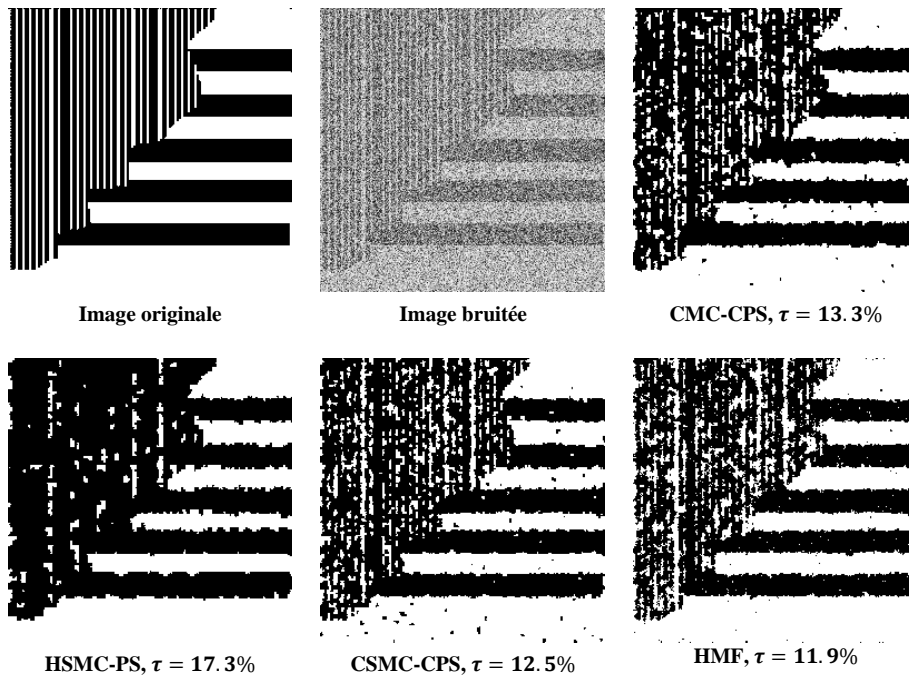 Image originale
Image bruitée
CMC-CPS, 𝝉 = 𝟏𝟑.𝟑%
HSMC-PS, 𝝉 = 𝟏𝟕.𝟑%
CSMC-CPS, 𝝉 = 𝟏𝟐.𝟓%
HMF, 𝝉 = 𝟏𝟏.𝟗%